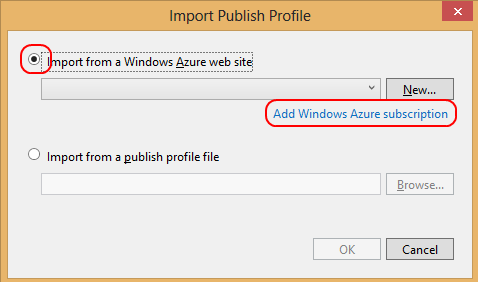 Import Publish Profile
Import from a Windows Azure web site
New...
Add Windows Azure subscription
Import from a publish profile file
Browse...
OK
Cancel